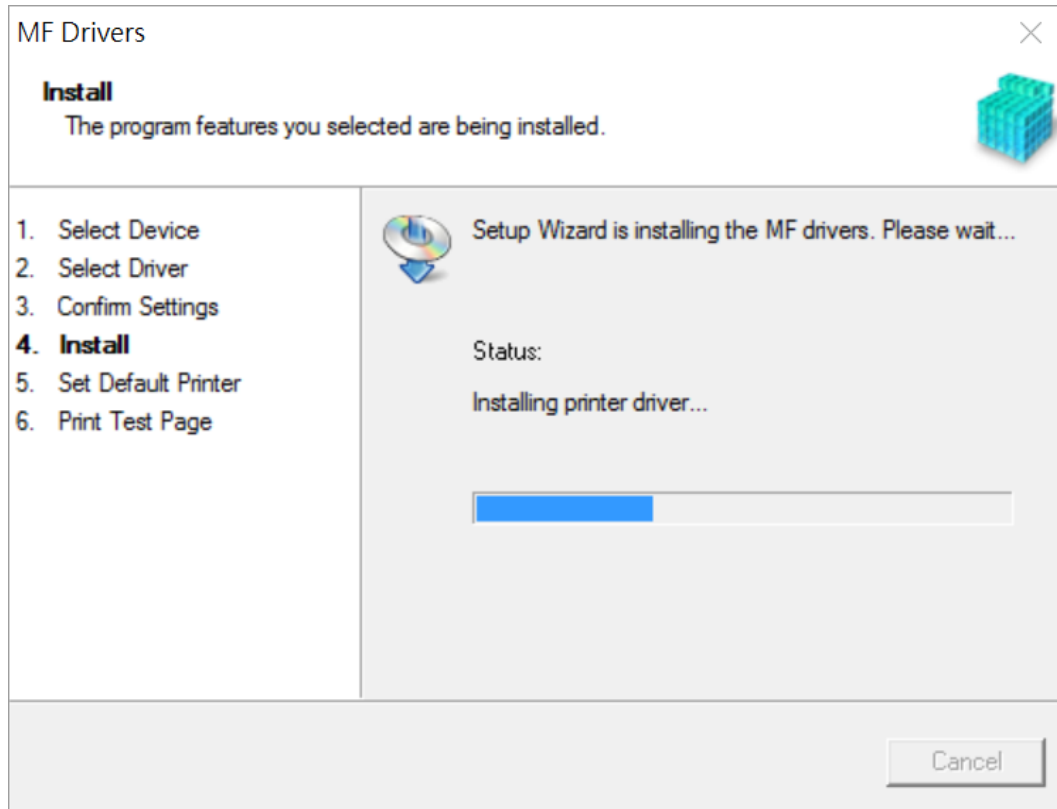 MF Drivers
Install
The program features you selected are being installed.
1. Select Device
2. Select Driver
3. Confirm Settings
4. Install
5. Set Default Printer
6. Print Test Page
Setup Wizard is installing the MF drivers. Please wait...
Status:
Installing printer driver...
Cancel